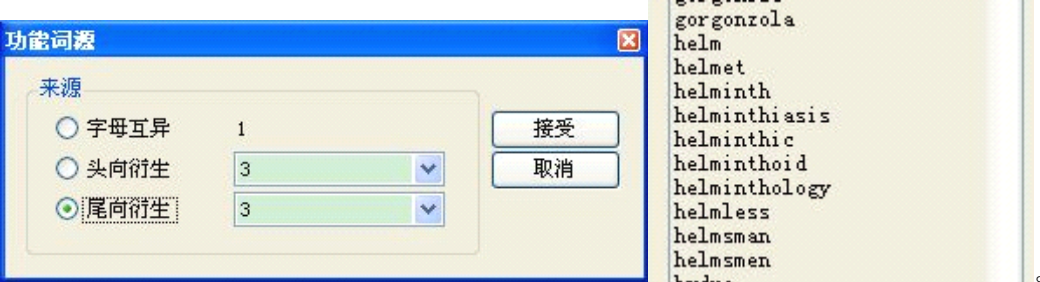 功能词源
来源
字母互异 1
头向衍生 3
尾向衍生 3
接受
取消
gorgonzola
helm
helmet
helminth
helminthiasis
helminthic
helminthoid
helminthology
helmless
helmsman
helmsmen